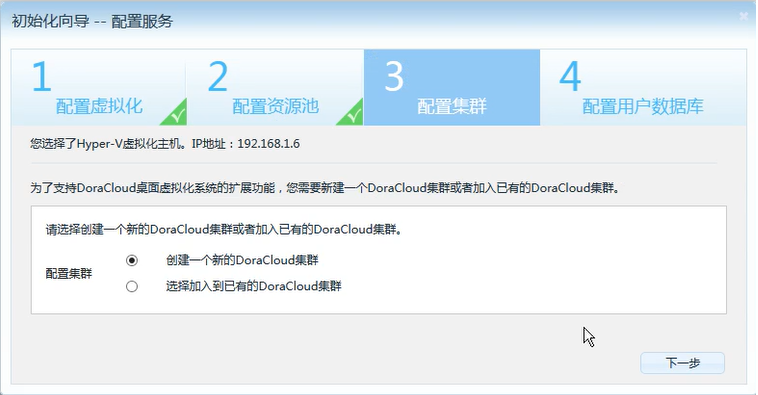 初始化向导 -- 配置服务
1 配置虚拟化
2 配置资源池
3 配置集群
4 配置用户数据库
您选择了Hyper-V虚拟化主机。IP地址：192.168.1.6
为了支持DoraCloud桌面虚拟化系统的扩展功能，您需要新建一个DoraCloud集群或者加入已有的DoraCloud集群。
请选择创建一个新的DoraCloud集群或者加入已有的DoraCloud集群。
配置集群
创建一个新的DoraCloud集群
选择加入到已有的DoraCloud集群
下一步